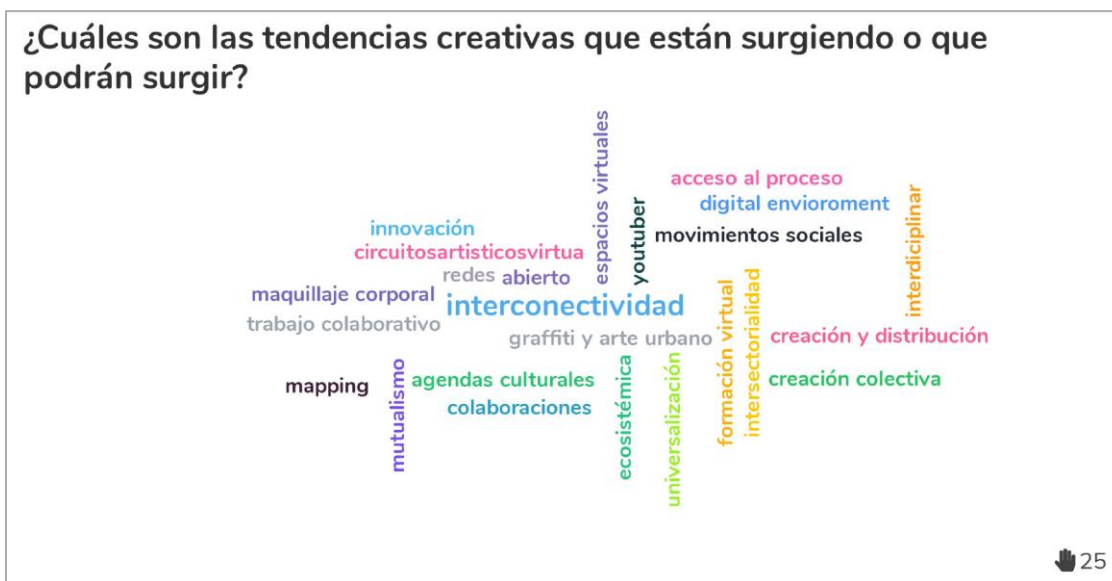 ¿Cuáles son las tendencias creativas que están surgiendo o que
podrán surgir?
espacios virtuales
acceso al proceso
digital envioroment
interdiciplinar
youtuber
innovación
movimientos sociales
circuitosartisticosvirtua
redes
abierto
maquillaje corporal
interconectividad
formación virtual
intersectorialidad
trabajo colaborativo
graffiti y arte urbano
creación y distribución
mapping
mutualismo
agendas culturales
ecosistémica
universalización
creación colectiva
colaboraciones
25